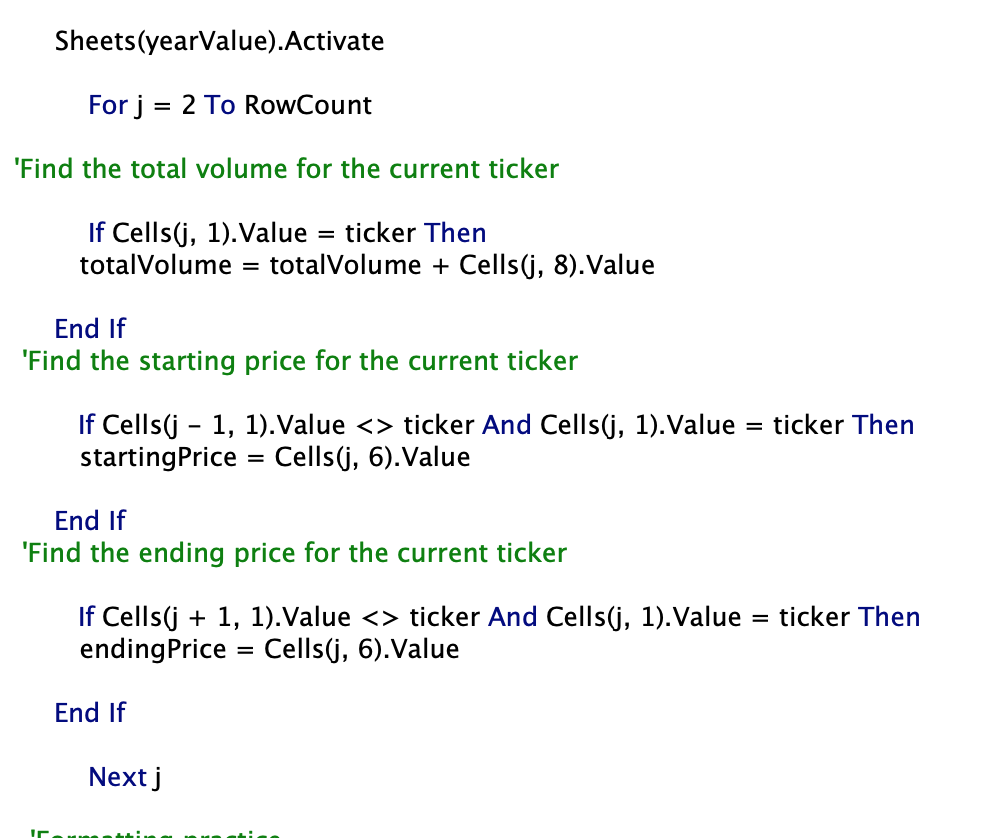 Sheets(yearValue).Activate
For j = 2 To RowCount
'Find the total volume for the current ticker
If Cells(j, 1).Value = ticker Then
totalVolume = totalVolume + Cells(j, 8).Value
End If
'Find the starting price for the current ticker
If Cells(j - 1, 1).Value <> ticker And Cells(j, 1).Value = ticker Then
startingPrice = Cells(j, 6).Value
End If
'Find the ending price for the current ticker
If Cells(j + 1, 1).Value <> ticker And Cells(j, 1).Value = ticker Then
endingPrice = Cells(j, 6).Value
End If
Next j
'Formatting practice